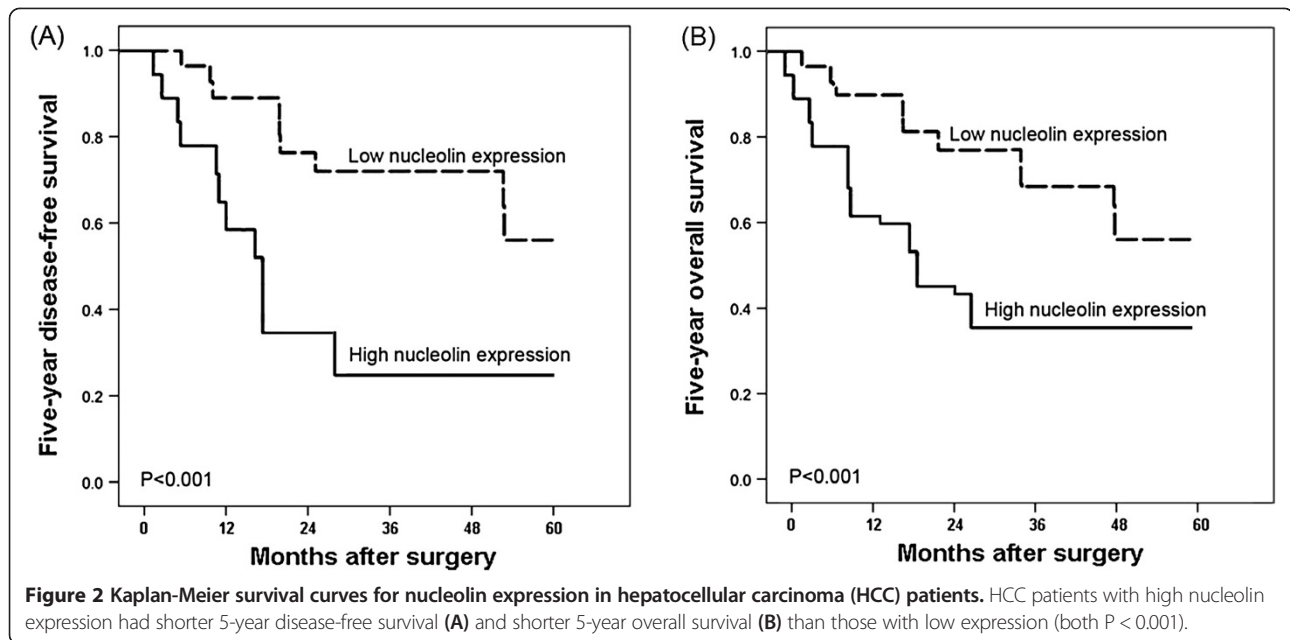 (A)
1.0
0.8
0.6
0.4
0.2
0.0
Five-year disease-free survival
Low nucleolin expression
High nucleolin expression
P<0.001
0 12 24 36 48 60
Months after surgery
(B)
1.0
0.8
0.6
0.4
0.2
0.0
Five-year overall survival
Low nucleolin expression
High nucleolin expression
P<0.001
0 12 24 36 48 60
Months after surgery
Figure 2 Kaplan-Meier survival curves for nucleolin expression in hepatocellular carcinoma (HCC) patients. HCC patients with high nucleolin
expression had shorter 5-year disease-free survival (A) and shorter 5-year overall survival (B) than those with low expression (both P < 0.001).